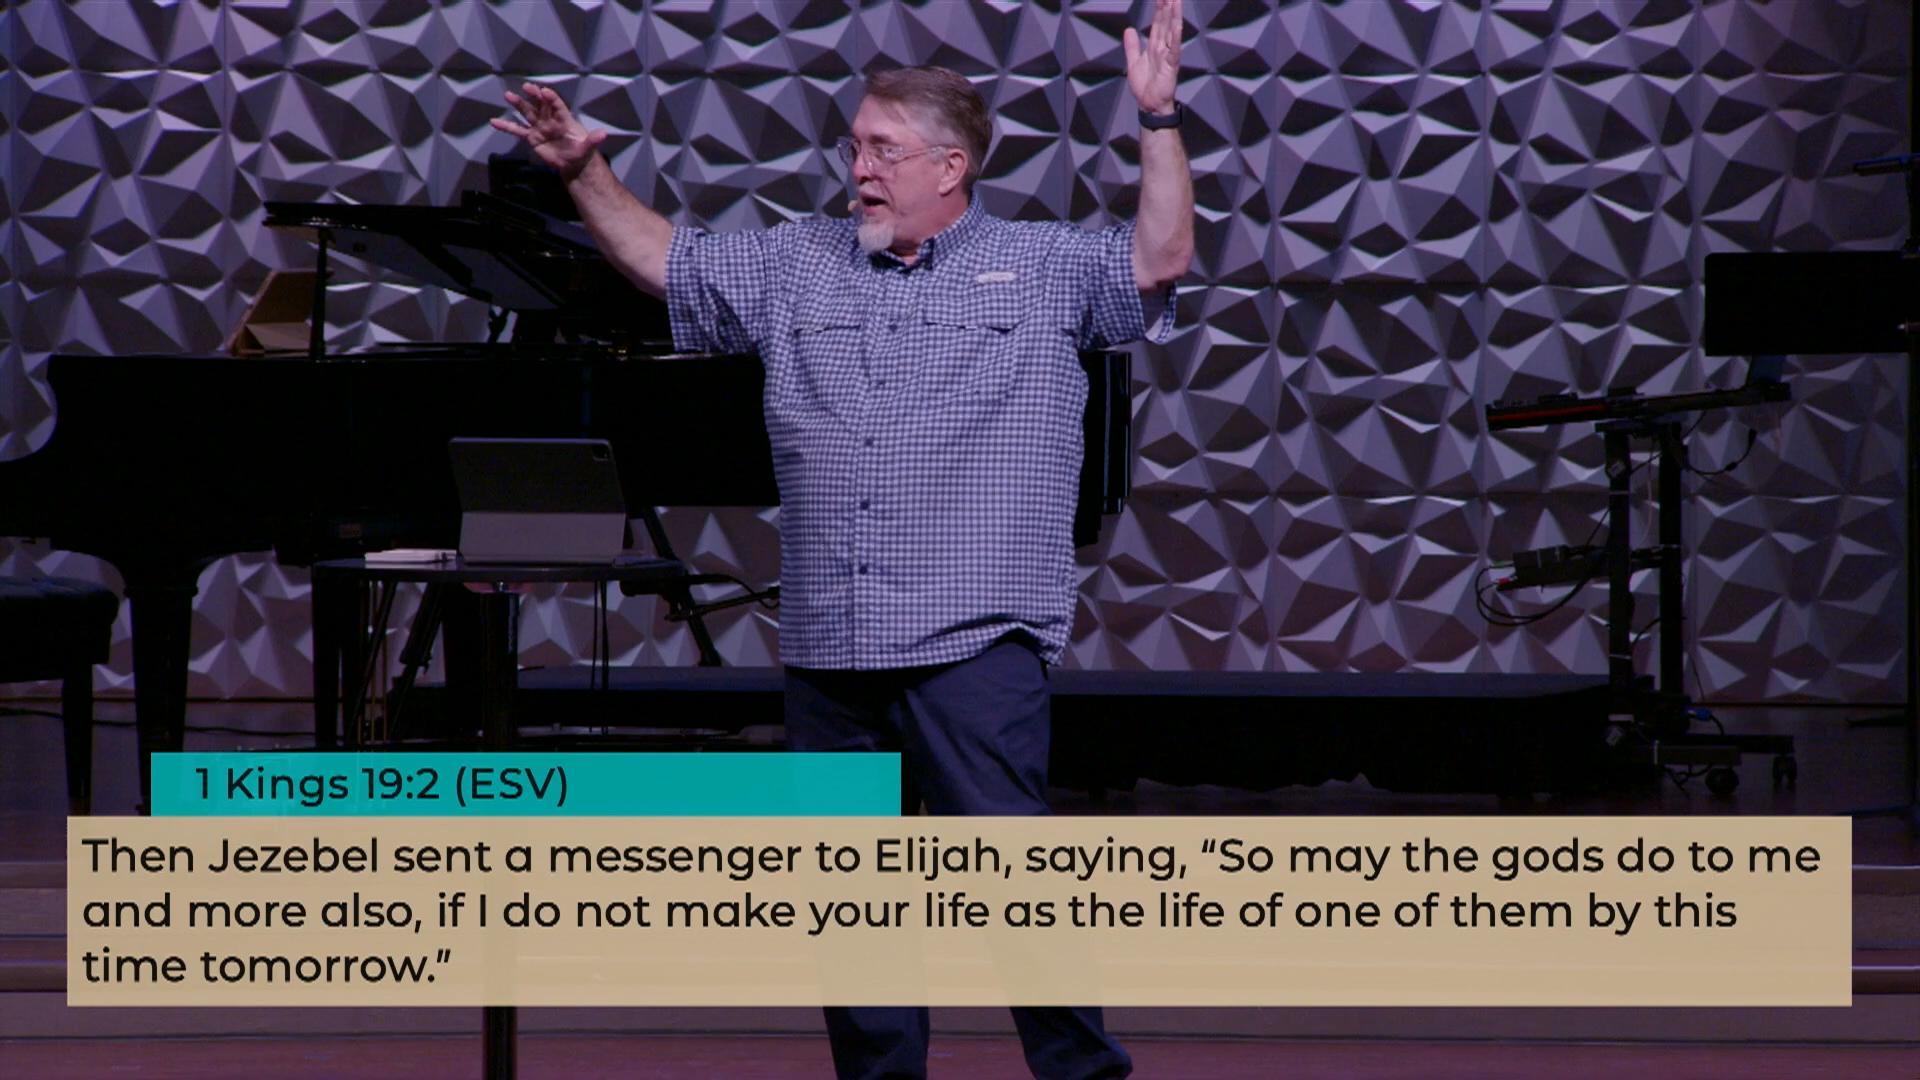 1 Kings 19:2 (ESV)
Then Jezebel sent a messenger to Elijah, saying, “So may the gods do to me
and more also, if I do not make your life as the life of one of them by this
time tomorrow.”